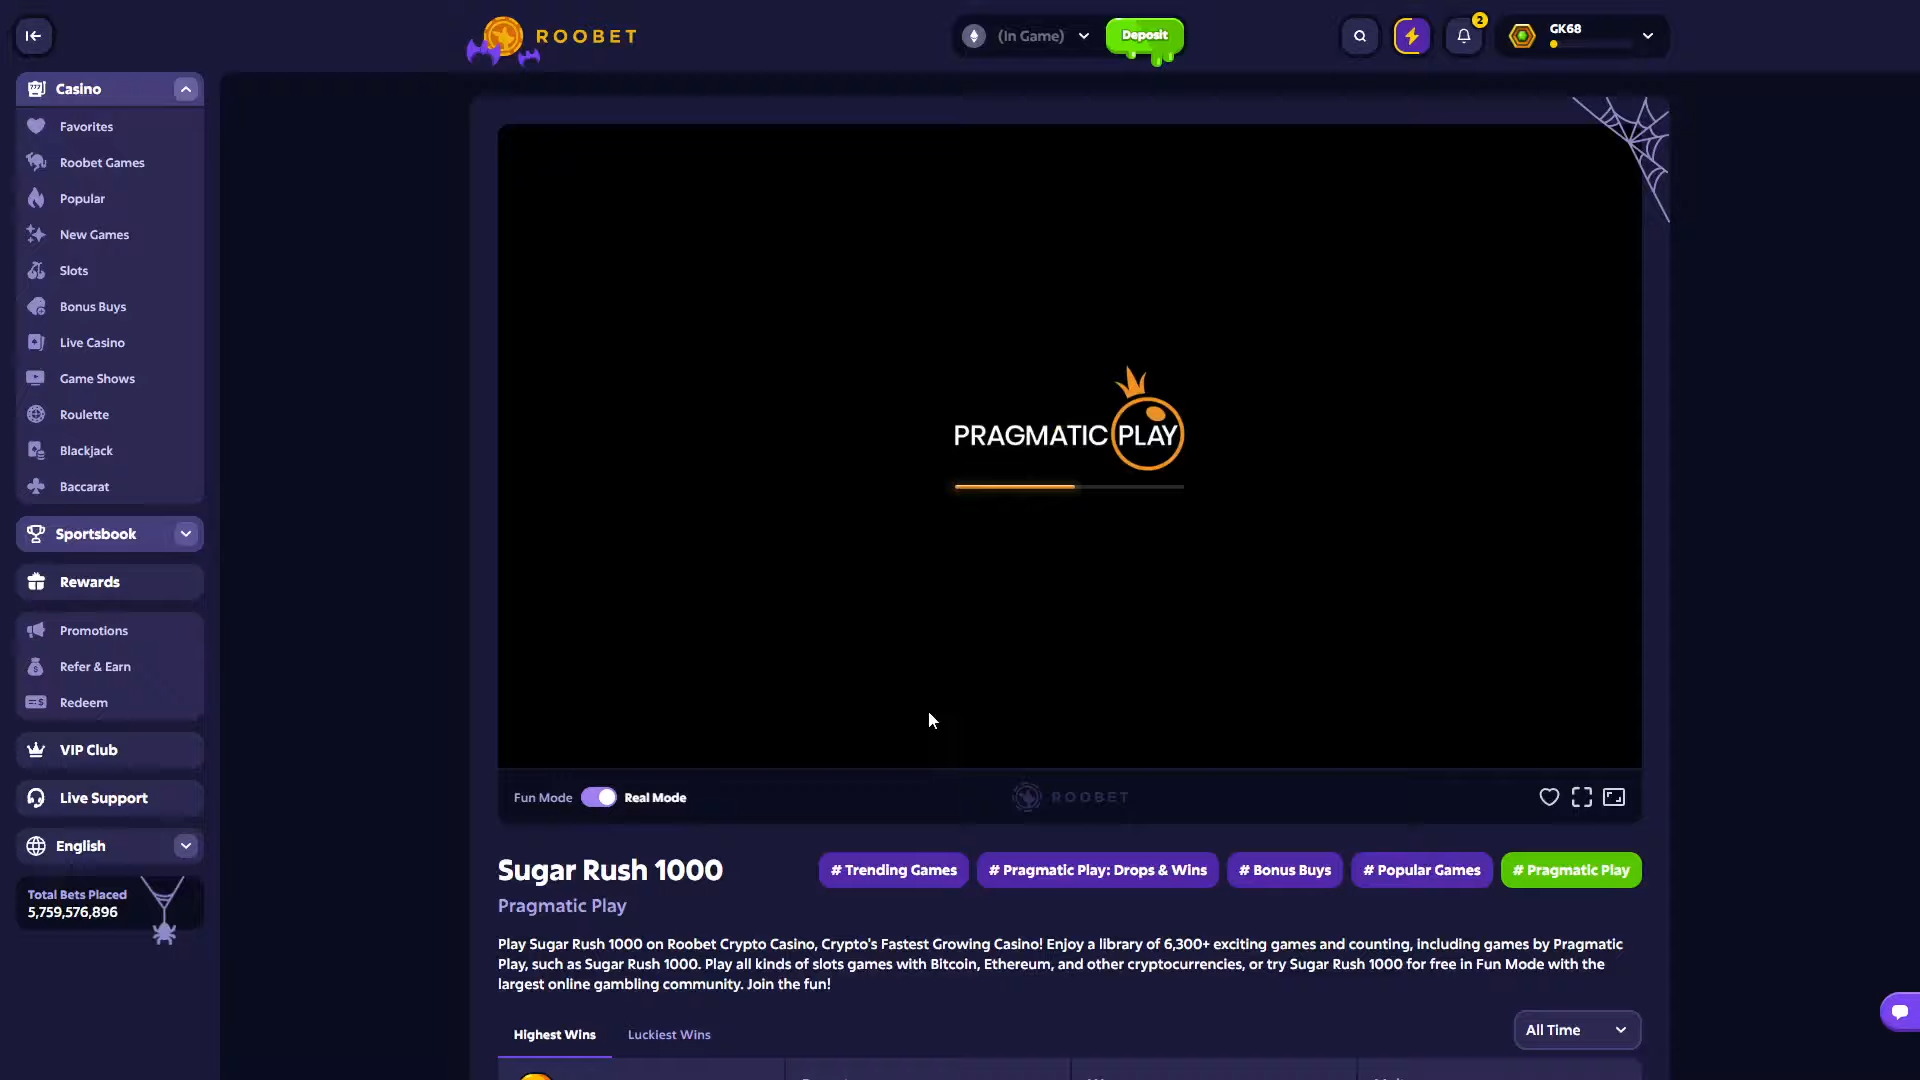 ROOBET
(In Game)
Deposit
2
GK68
Casino
Favorites
Roobet Games
Popular
New Games
Slots
Bonus Buys
Live Casino
Game Shows
Roulette
Blackjack
Baccarat
Sportsbook
Rewards
Promotions
Refer & Earn
Redeem
VIP Club
Live Support
English
Total Bets Placed
5,759,576,896
PRAGMATIC PLAY
Fun Mode
Real Mode
ROOBET
Sugar Rush 1000
# Trending Games
# Pragmatic Play: Drops & Wins
# Bonus Buys
# Popular Games
# Pragmatic Play
Pragmatic Play
Play Sugar Rush 1000 on Roobet Crypto Casino, Crypto's Fastest Growing Casino! Enjoy a library of 6,300+ exciting games and counting, including games by Pragmatic
Play, such as Sugar Rush 1000. Play all kinds of slots games with Bitcoin, Ethereum, and other cryptocurrencies, or try Sugar Rush 1000 for free in Fun Mode with the
largest online gambling community. Join the fun!
Highest Wins
Luckiest Wins
All Time